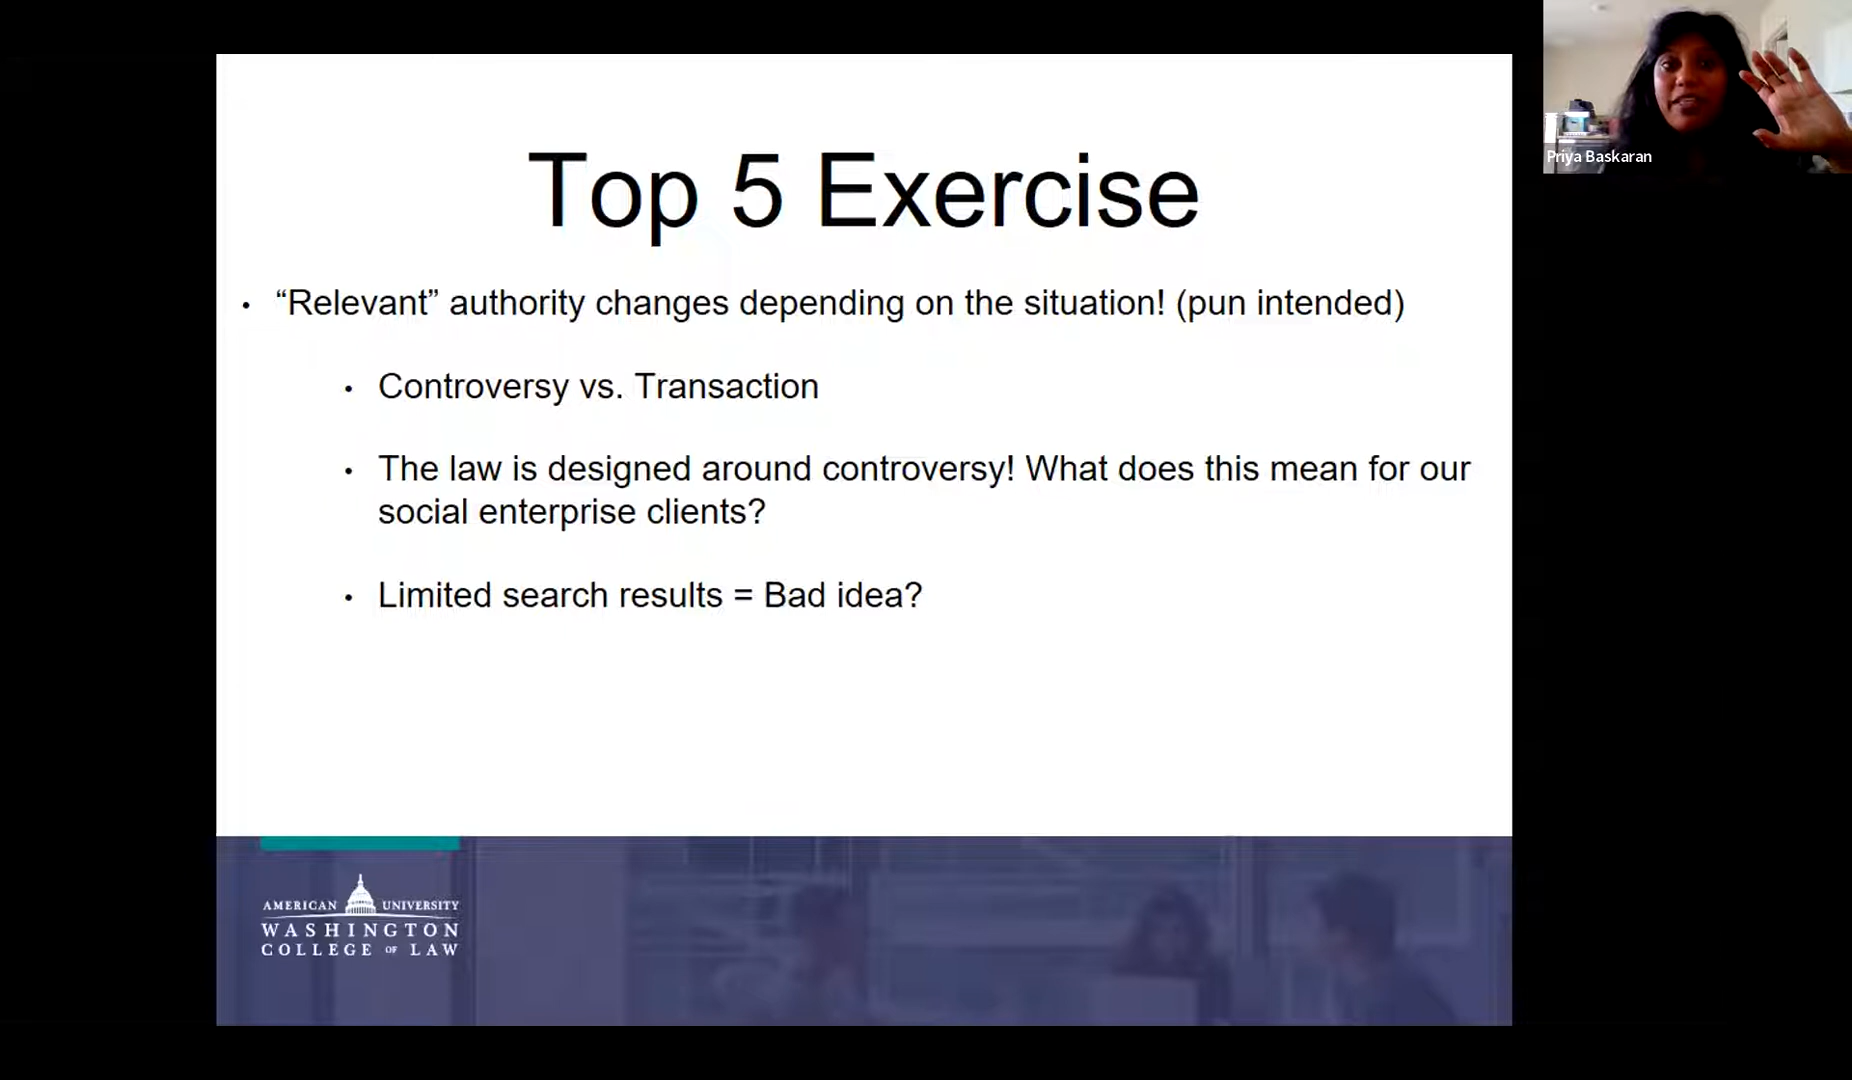 Top 5 Exercise
• “Relevant” authority changes depending on the situation! (pun intended)
• Controversy vs. Transaction
• The law is designed around controversy! What does this mean for our
social enterprise clients?
• Limited search results = Bad idea?
AMERICAN UNIVERSITY
WASHINGTON
COLLEGE OF LAW
Priya Baskaran